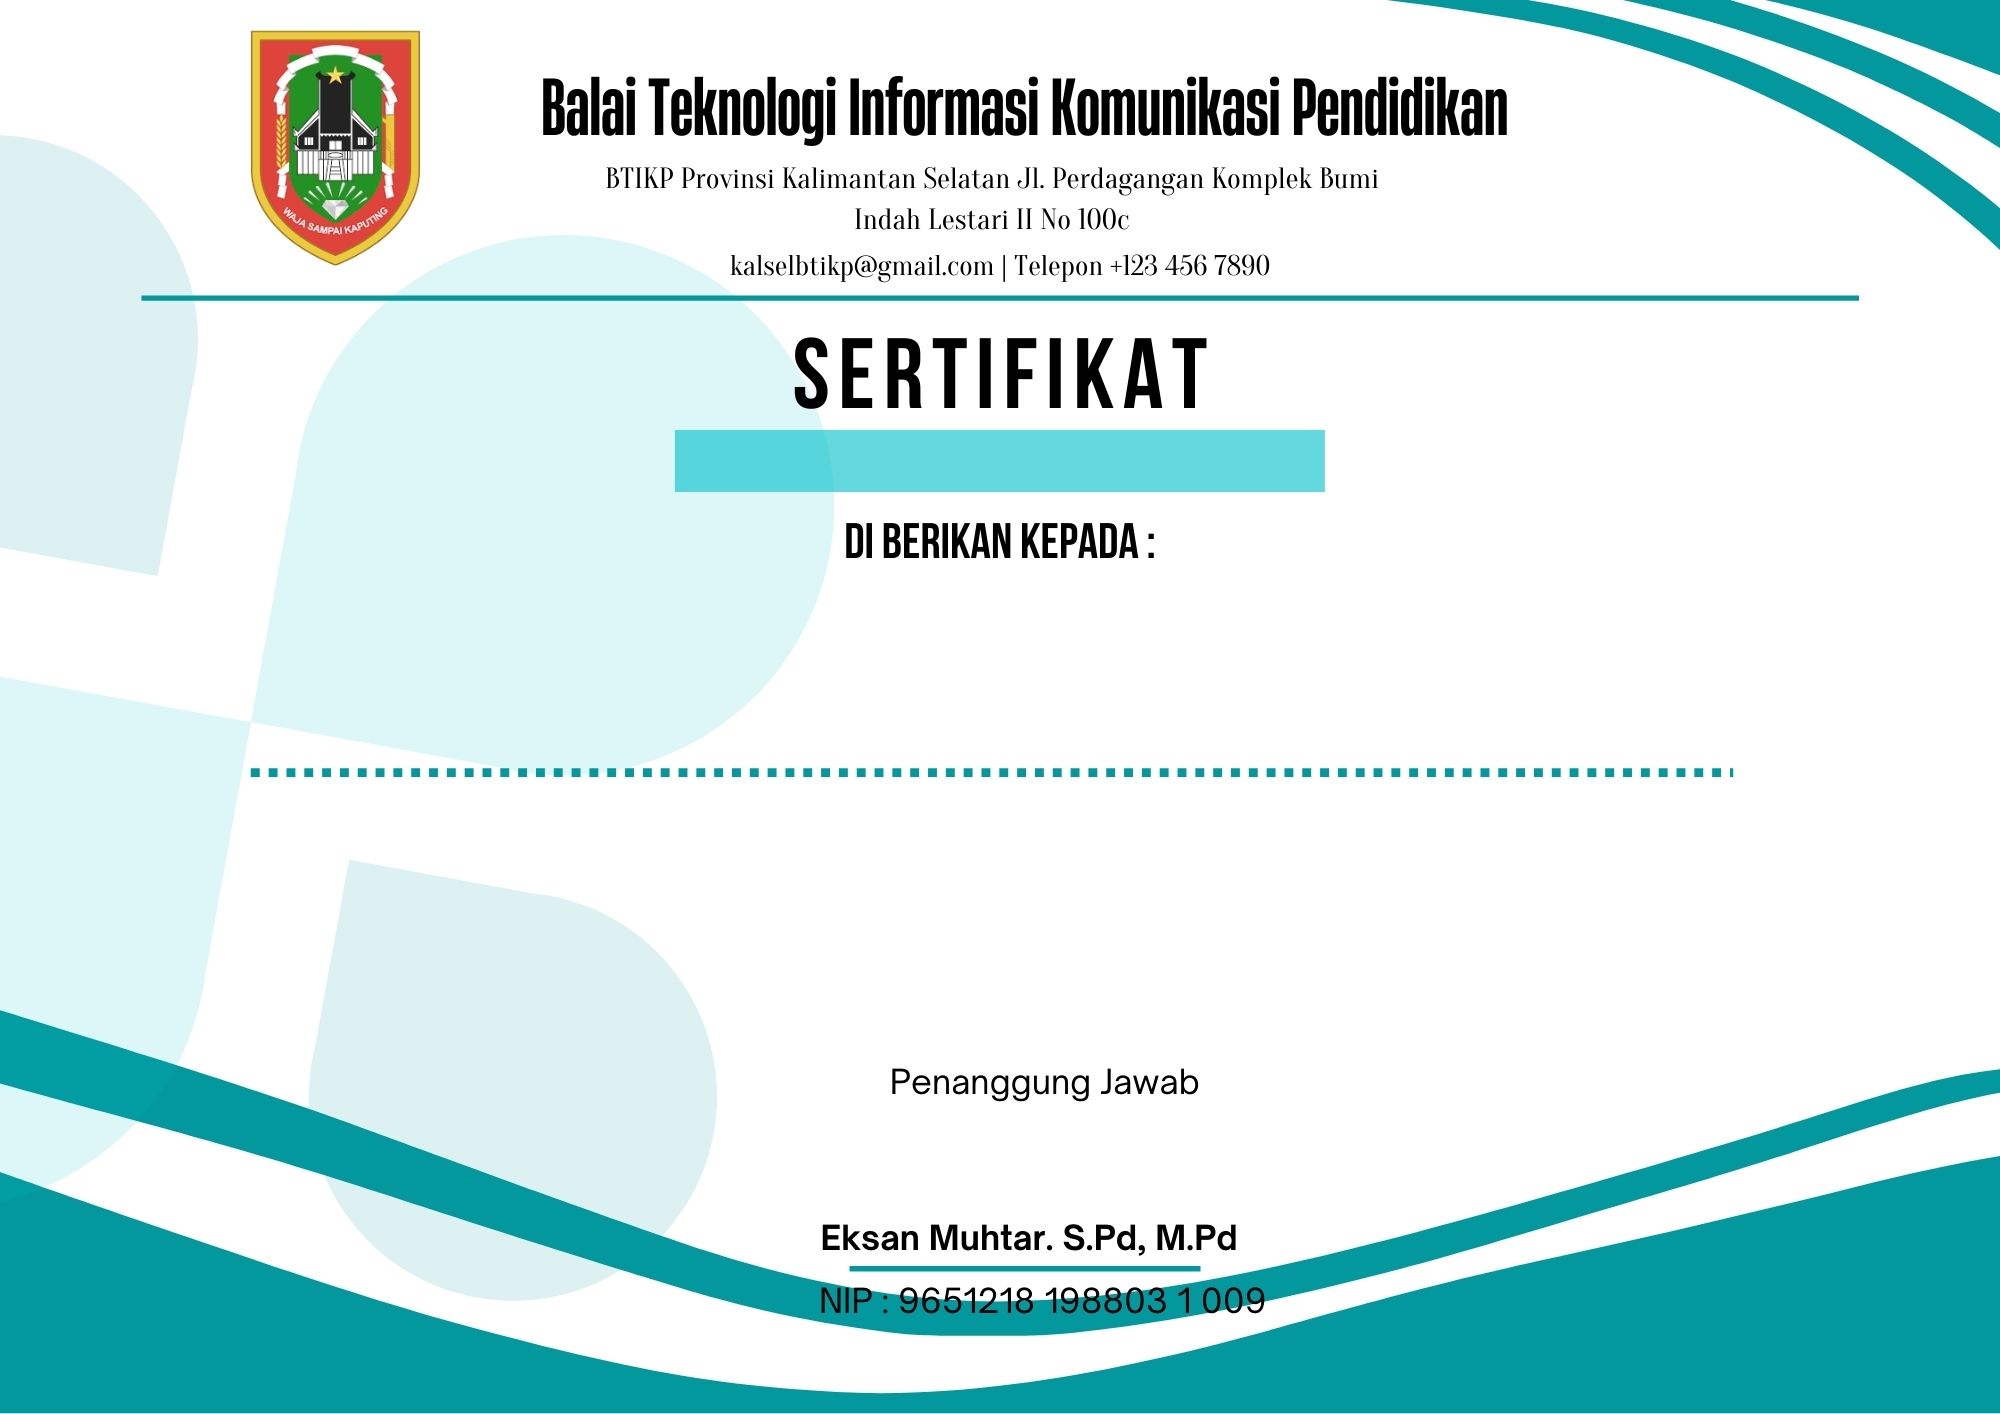 WAJA SAMPAI KAPUTING
Balai Teknologi Informasi Komunikasi Pendidikan
BTIKP Provinsi Kalimantan Selatan Jl. Perdagangan Komplek Bumi
Indah Lestari II No 100c
kalselbtikp@gmail.com | Telepon +123 456 7890
SERTIFIKAT
DI BERIKAN KEPADA :
Penanggung Jawab
Eksan Muhtar. S.Pd, M.Pd
NIP : 9651218 198803 1 009